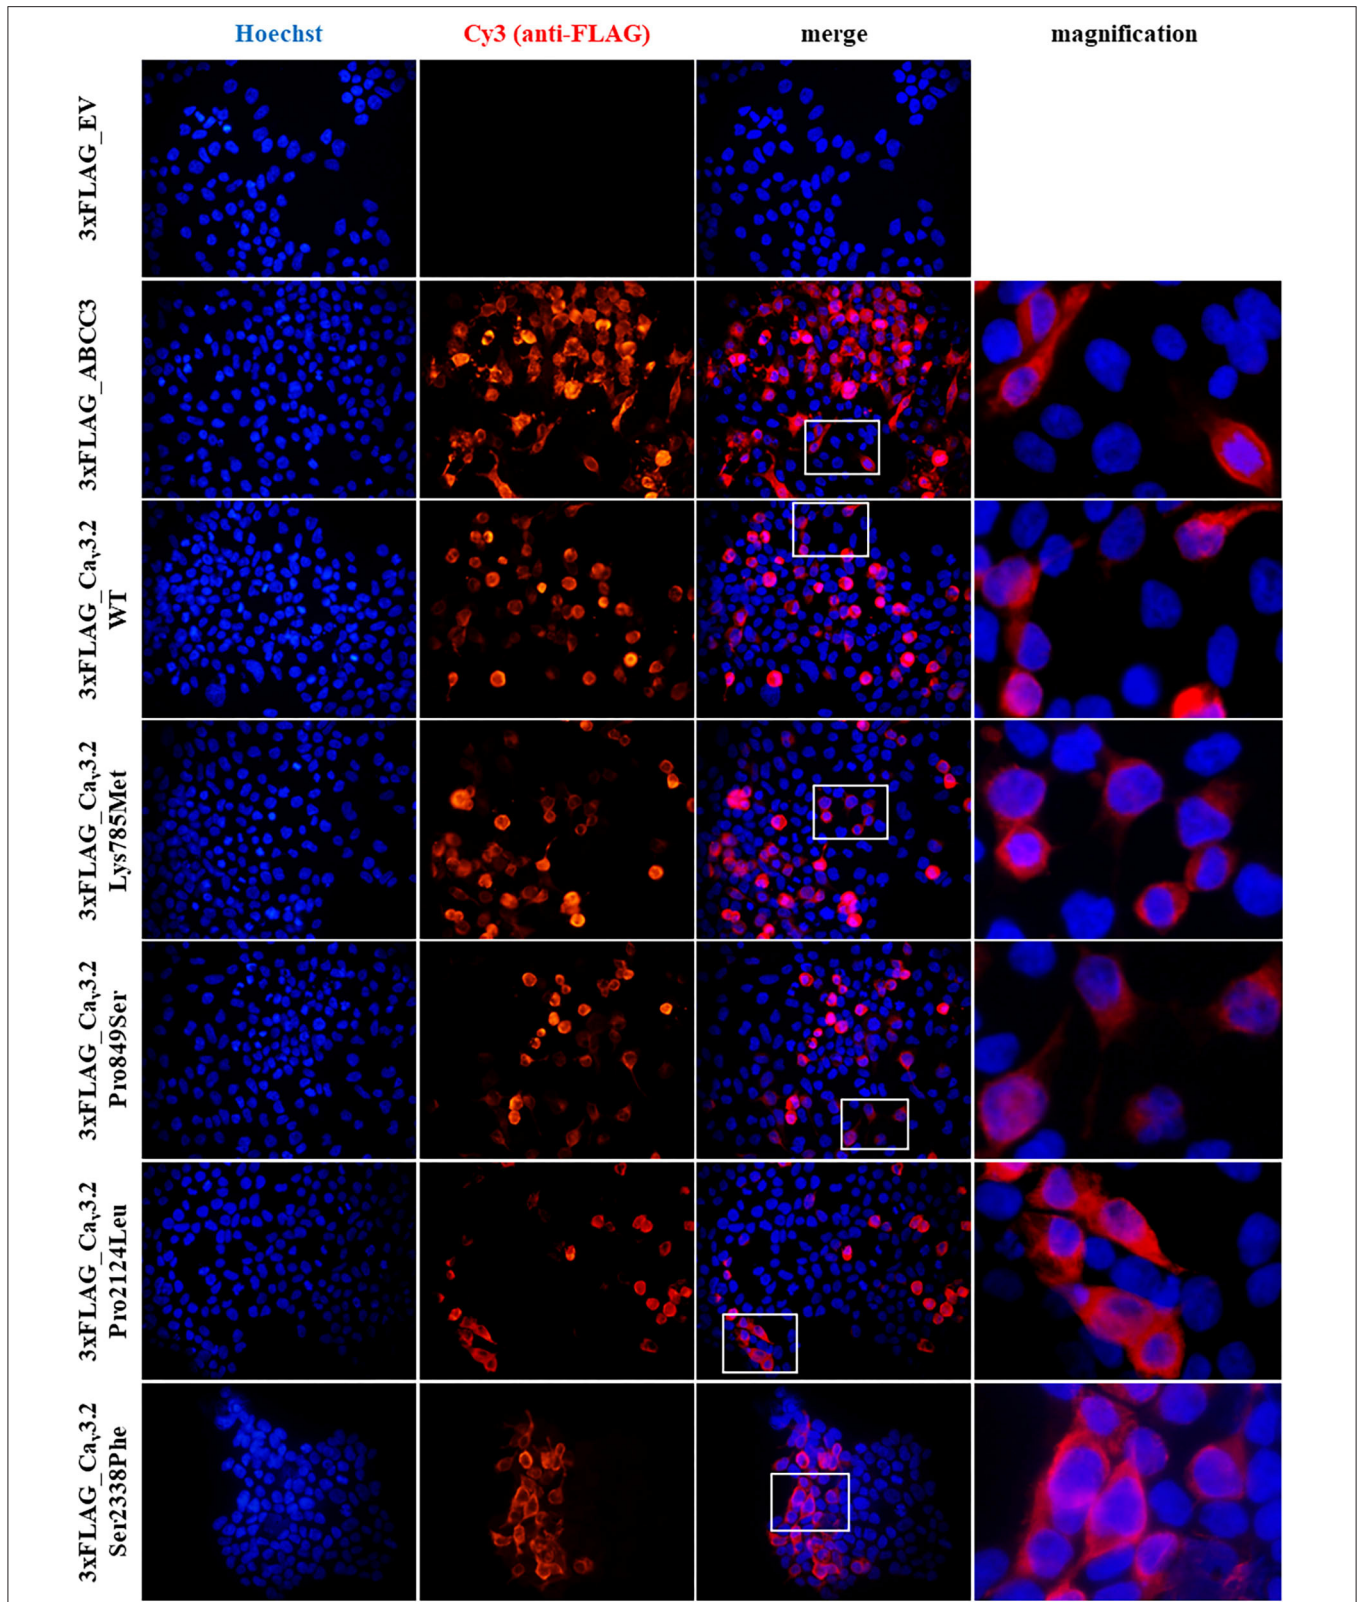 Hoechst
Cy3 (anti-FLAG)
merge
magnification
3xFLAG_EV
3xFLAG_ABCC3
3xFLAG_Cav3.2
WT
3xFLAG_Cav3.2
Lys785Met
3xFLAG_Cav3.2
Pro849Ser
3xFLAG_Cav3.2
Pro2124Leu
3xFLAG_Cav3.2
Ser2338Phe